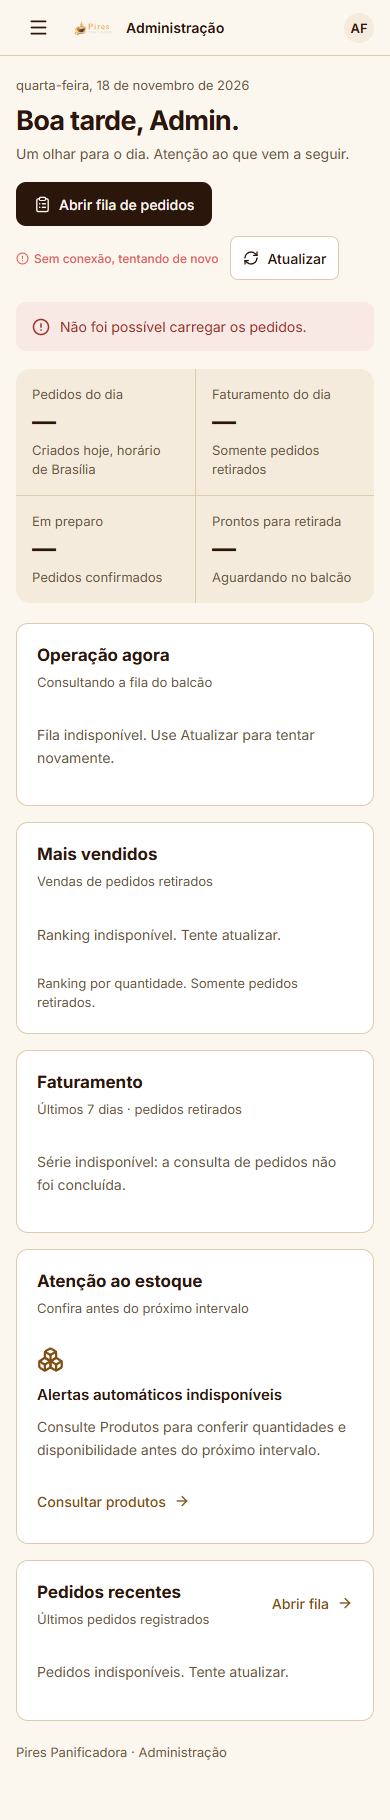 Pires
Administração
AF
quarta-feira, 18 de novembro de 2026
Boa tarde, Admin.
Um olhar para o dia. Atenção ao que vem a seguir.
Abrir fila de pedidos
Sem conexão, tentando de novo
Atualizar
Não foi possível carregar os pedidos.
Pedidos do dia
—
Criados hoje, horário
de Brasília
Faturamento do dia
—
Somente pedidos
retirados
Em preparo
—
Pedidos confirmados
Prontos para retirada
—
Aguardando no balcão
Operação agora
Consultando a fila do balcão
Fila indisponível. Use Atualizar para tentar
novamente.
Mais vendidos
Vendas de pedidos retirados
Ranking indisponível. Tente atualizar.
Ranking por quantidade. Somente pedidos
retirados.
Faturamento
Últimos 7 dias · pedidos retirados
Série indisponível: a consulta de pedidos não
foi concluída.
Atenção ao estoque
Confira antes do próximo intervalo
Alertas automáticos indisponíveis
Consulte Produtos para conferir quantidades e
disponibilidade antes do próximo intervalo.
Consultar produtos
Pedidos recentes
Últimos pedidos registrados
Abrir fila
Pedidos indisponíveis. Tente atualizar.
Pires Panificadora · Administração